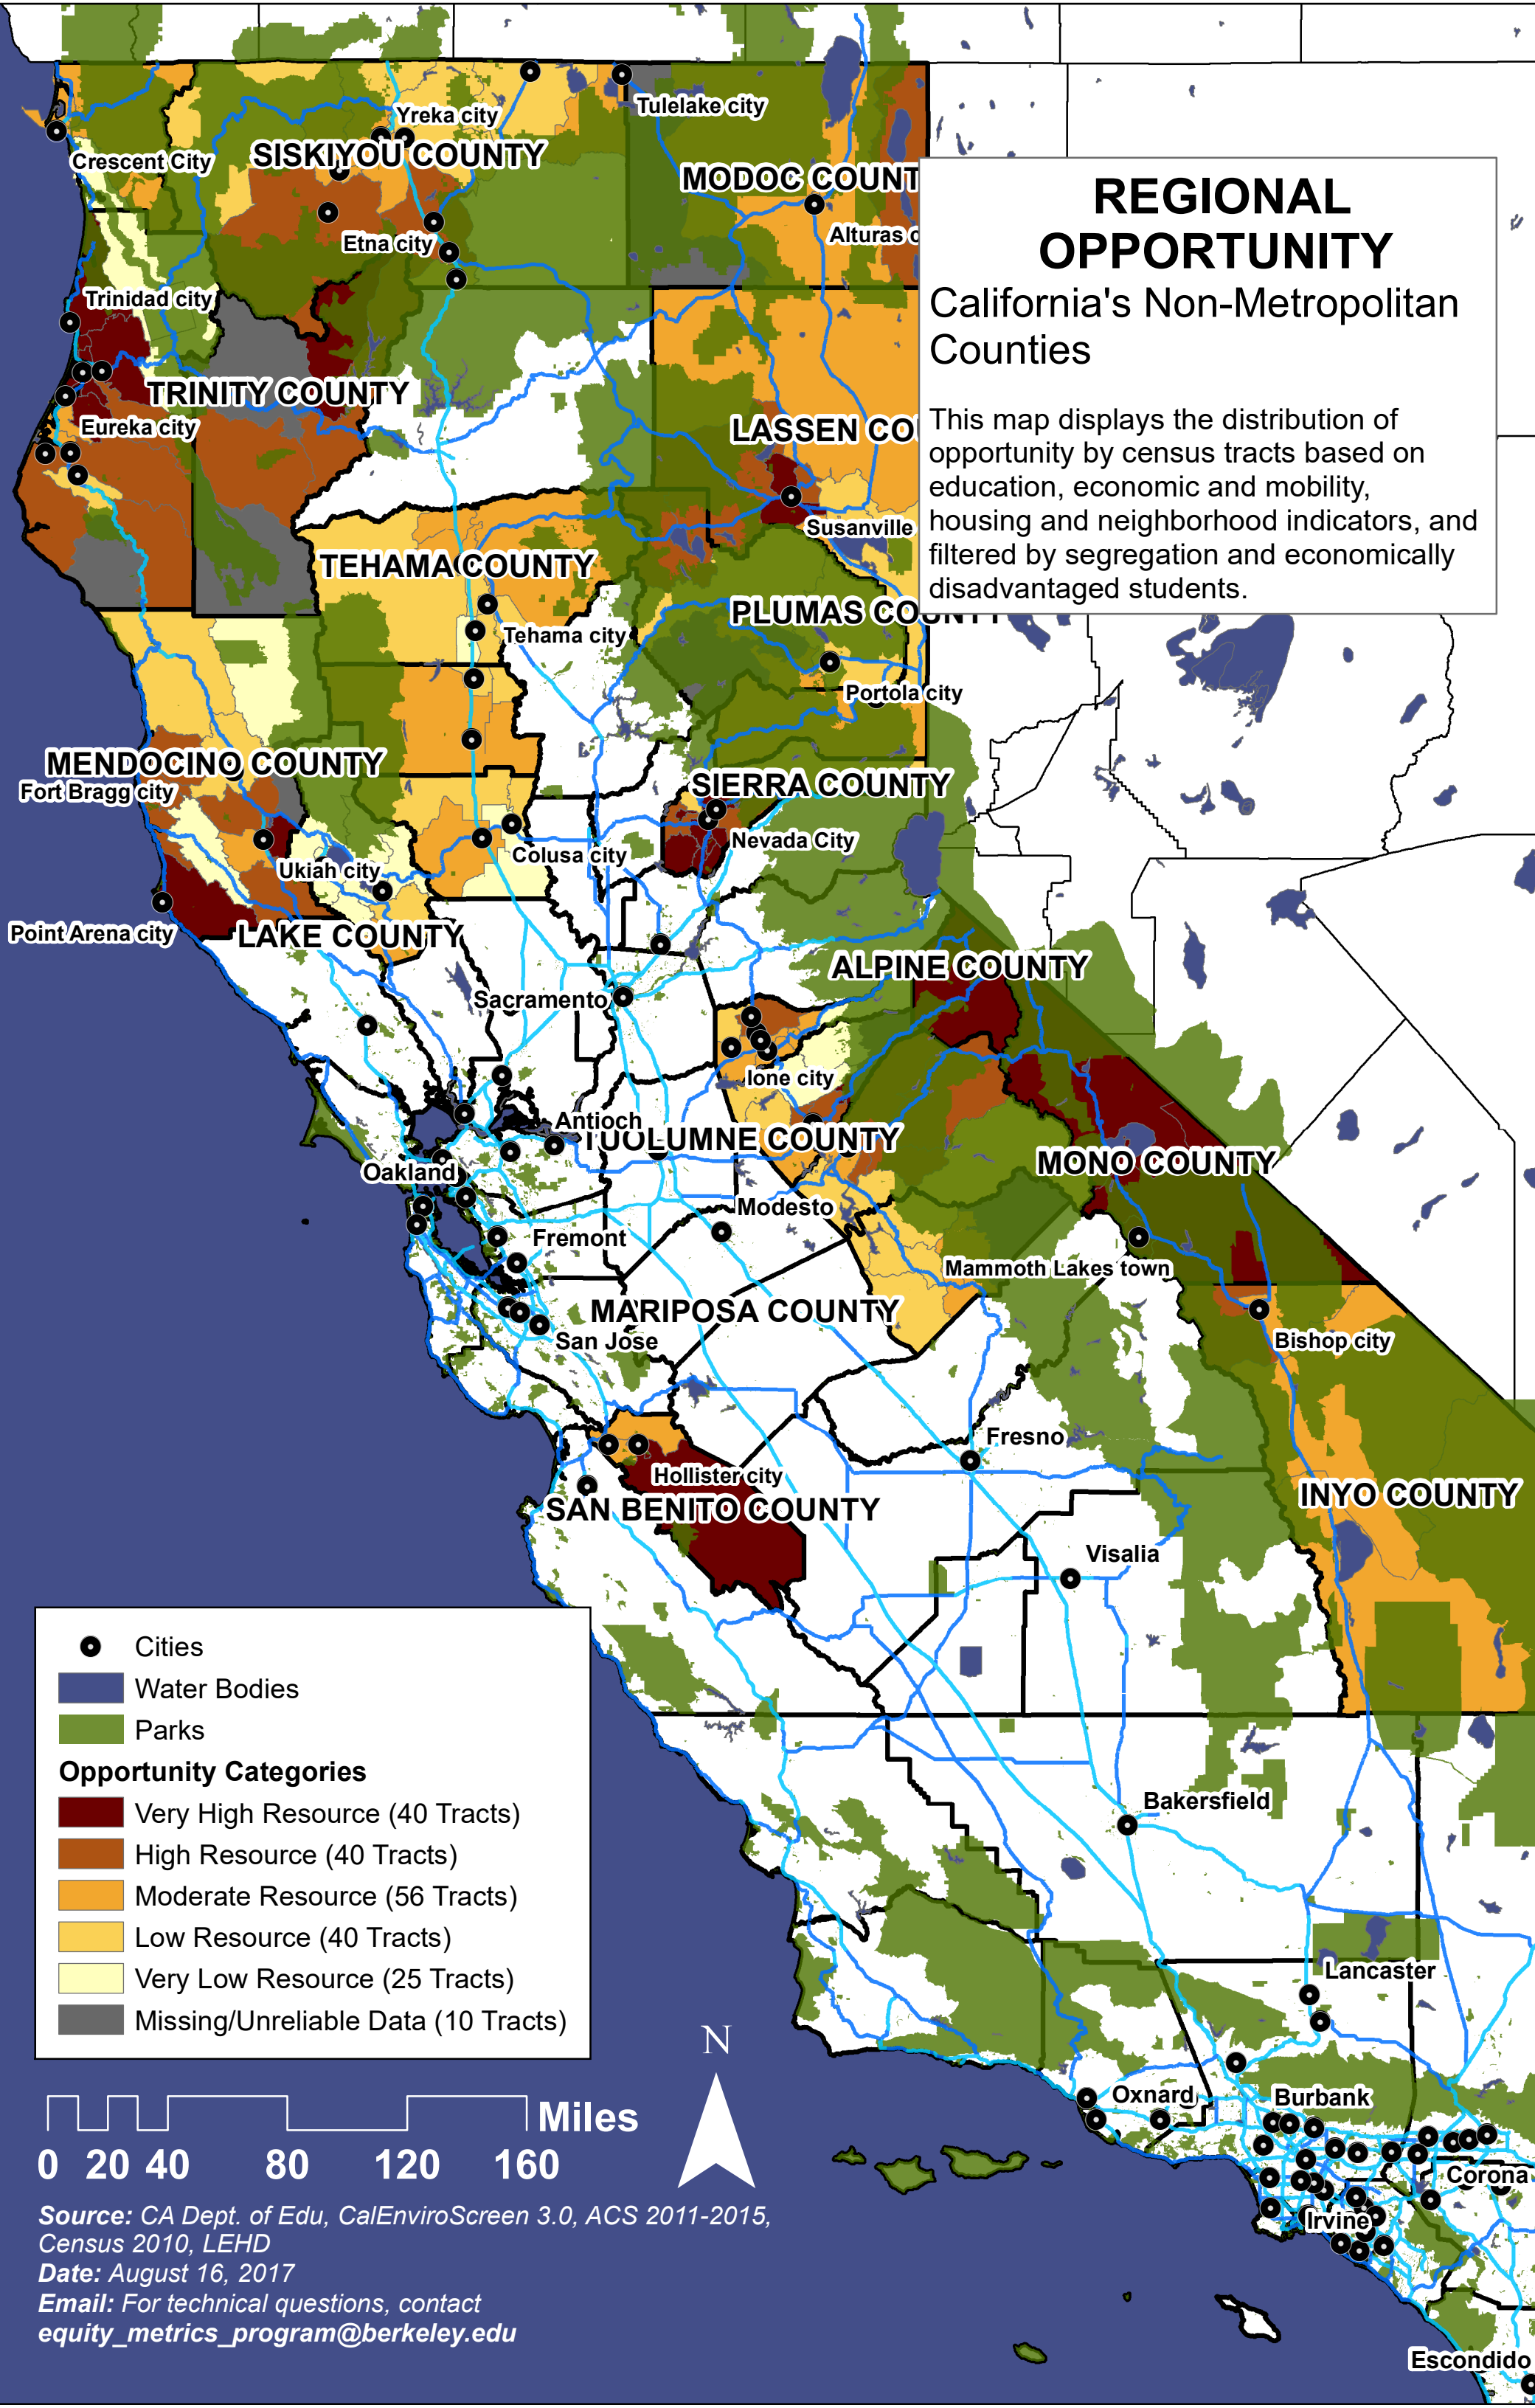 Yreka city
Tulelake city
Crescent City
SISKIYOU COUNTY
MODOC COUNT
Etna city
Alturas c
Trinidad city
TRINITY COUNTY
Eureka city
LASSEN COU
Susanville
TEHAMA COUNTY
PLUMAS COUNTY
Tehama city
Portola city
MENDOCINO COUNTY
Fort Bragg city
SIERRA COUNTY
Nevada City
Colusa city
Ukiah city
Point Arena city
LAKE COUNTY
ALPINE COUNTY
Sacramento
Ione city
Antioch
TUOLUMNE COUNTY
Oakland
MONO COUNTY
Modesto
Fremont
Mammoth Lakes town
MARIPOSA COUNTY
San Jose
Bishop city
Fresno
Hollister city
SAN BENITO COUNTY
INYO COUNTY
Visalia
Bakersfield
Lancaster
Oxnard
Burbank
Corona
Irvine
Escondido
REGIONAL
OPPORTUNITY
California's Non-Metropolitan
Counties
This map displays the distribution of
opportunity by census tracts based on
education, economic and mobility,
housing and neighborhood indicators, and
filtered by segregation and economically
disadvantaged students.
Cities
Water Bodies
Parks
Opportunity Categories
Very High Resource (40 Tracts)
High Resource (40 Tracts)
Moderate Resource (56 Tracts)
Low Resource (40 Tracts)
Very Low Resource (25 Tracts)
Missing/Unreliable Data (10 Tracts)
N
Miles
0 20 40 80 120 160
Source: CA Dept. of Edu, CalEnviroScreen 3.0, ACS 2011-2015,
Census 2010, LEHD
Date: August 16, 2017
Email: For technical questions, contact
equity_metrics_program@berkeley.edu